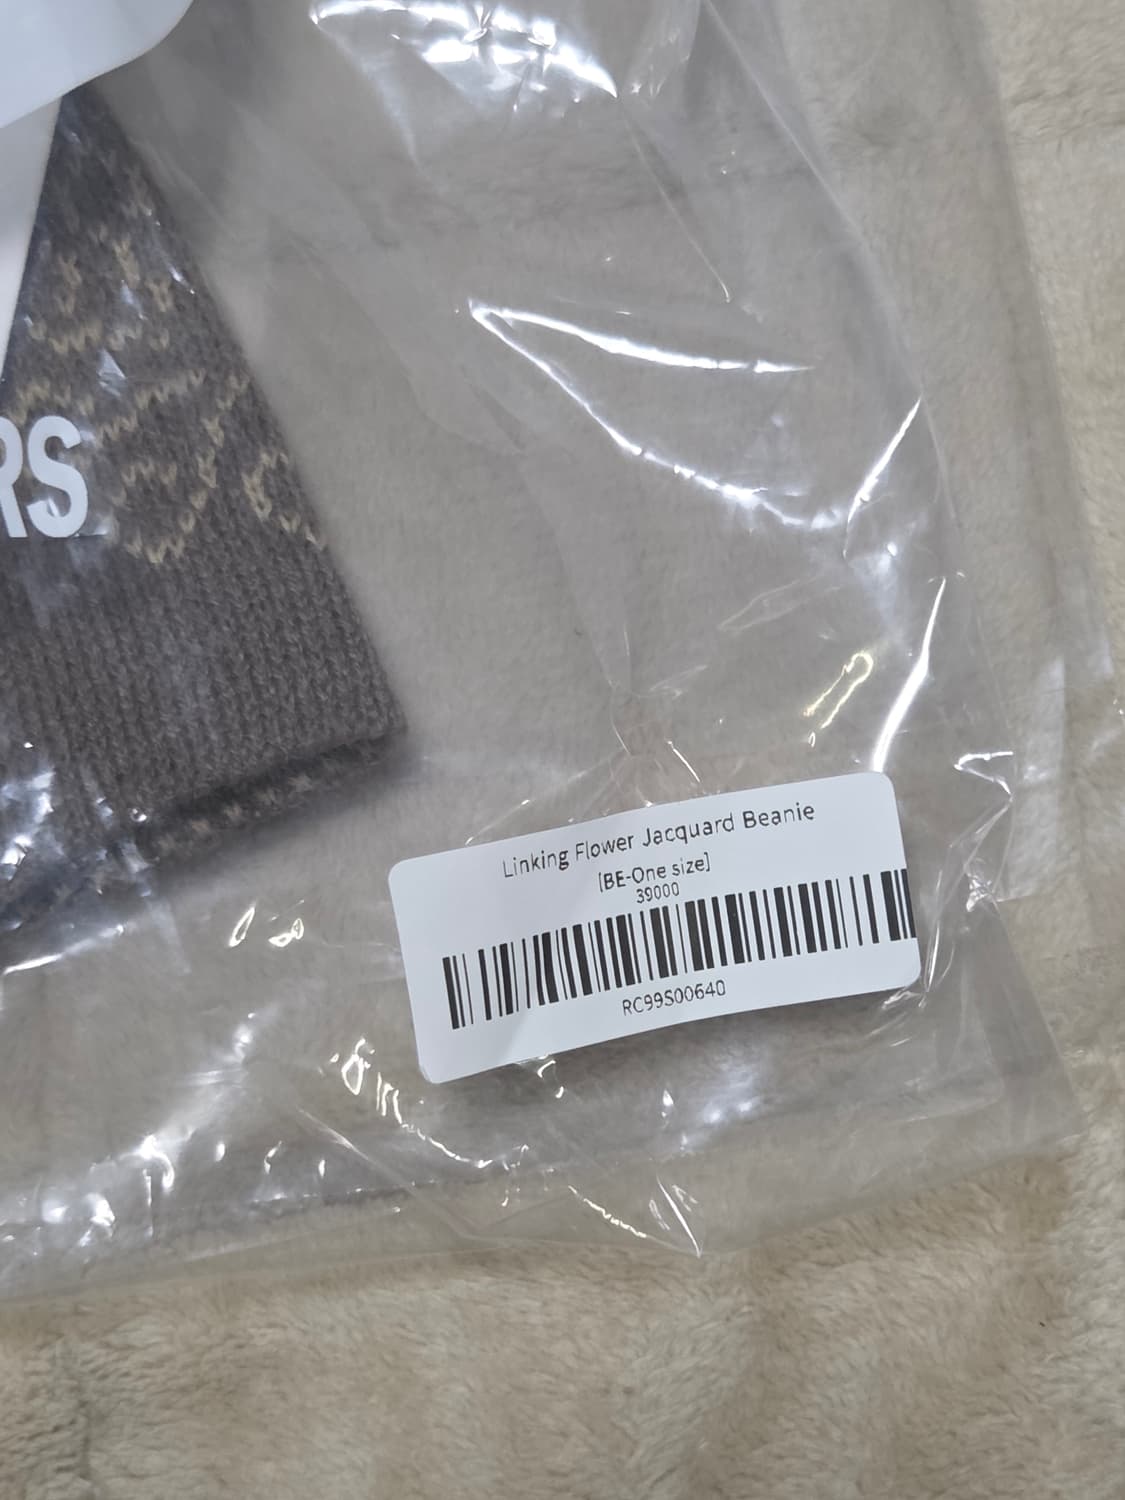 RS
Linking Flower Jacquard Beanie
[BE-One size]
39000
RC99S00640